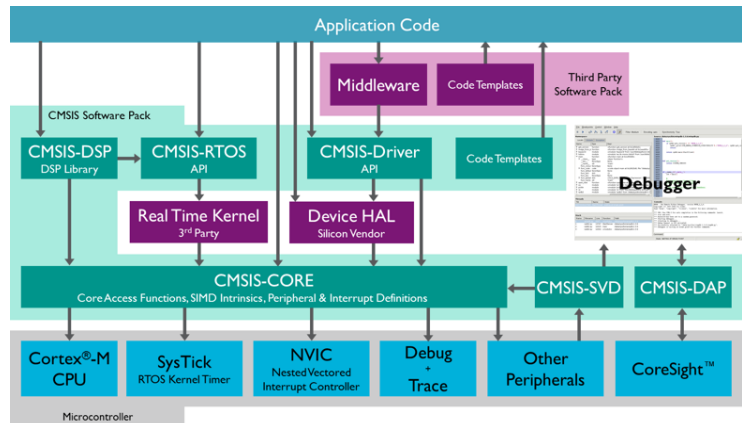 Application Code
Middleware
Code Templates
Third Party
Software Pack
CMSIS Software Pack
CMSIS-DSP
DSP Library
CMSIS-RTOS
API
CMSIS-Driver
API
Code Templates
Debugger
Real Time Kernel
3rd Party
Device HAL
Silicon Vendor
CMSIS-CORE
Core Access Functions, SIMD Intrinsics, Peripheral & Interrupt Definitions
CMSIS-SVD
CMSIS-DAP
Cortex®-M
CPU
SysTick
RTOS Kernel Timer
NVIC
Nested Vectored
Interrupt Controller
Debug
+
Trace
Other
Peripherals
CoreSight™
Microcontroller